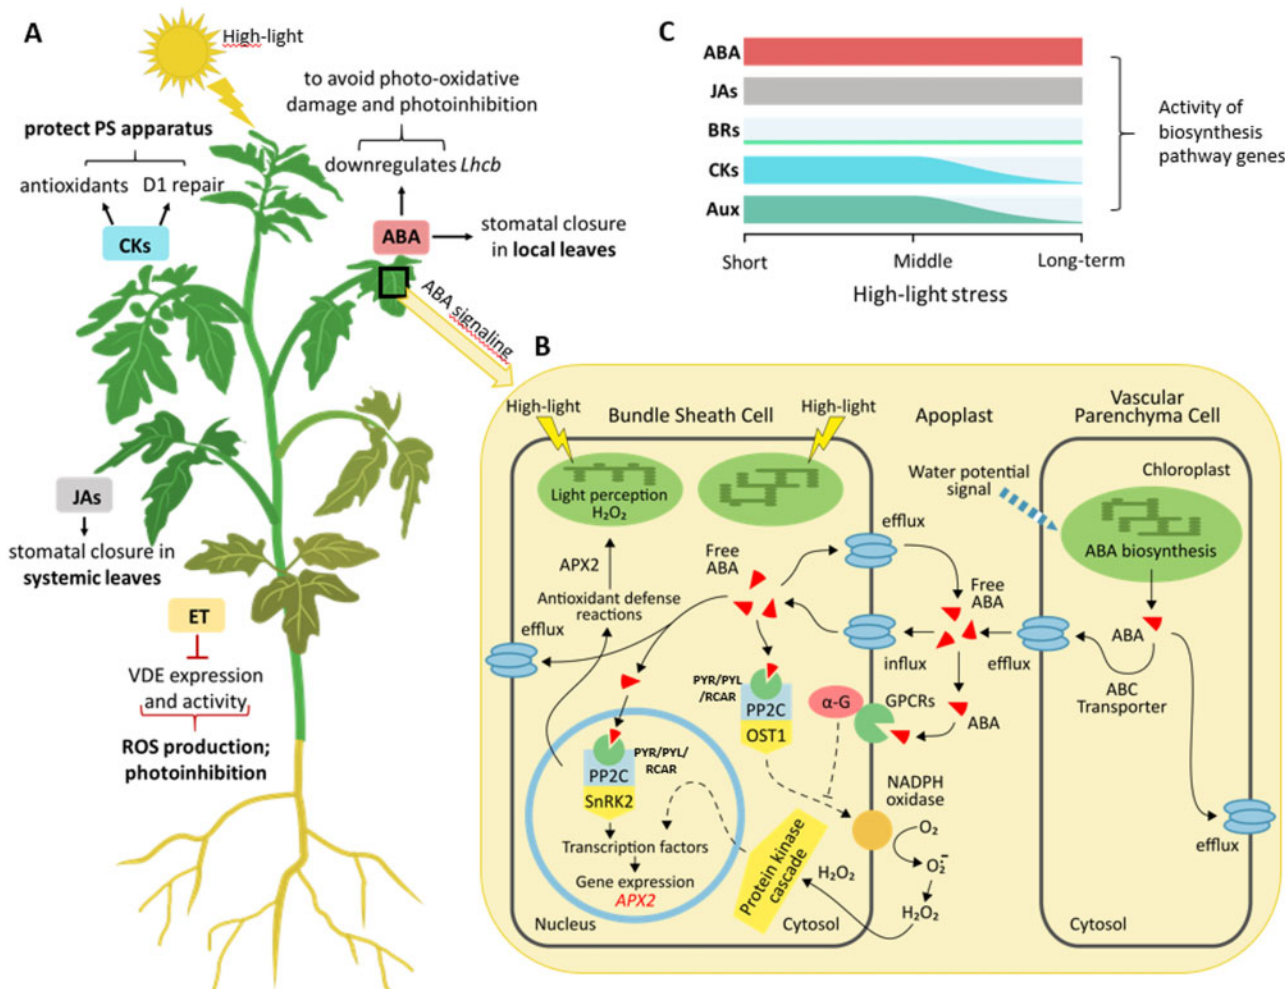 A
High-light
to avoid photo-oxidative
damage and photoinhibition
protect PS apparatus
antioxidants
D1 repair
downregulates Lhcb
CKs
ABA
stomatal closure
in local leaves
ABA signaling
JAs
stomatal closure in
systemic leaves
ET
VDE expression
and activity
ROS production;
photoinhibition
C
ABA
JAs
BRs
CKs
Aux
Activity of
biosynthesis
pathway genes
Short
Middle
Long-term
High-light stress
B
High-light
Bundle Sheath Cell
High-light
Apoplast
Vascular
Parenchyma Cell
Light perception
H₂O₂
Water potential
signal
Chloroplast
ABA biosynthesis
APX2
Free
ABA
efflux
Antioxidant defense
reactions
Free
ABA
ABA
efflux
influx
efflux
ABC
Transporter
PYR/PYL
/RCAR
PP2C
OST1
α-G
GPCRs
ABA
PYR/PYL/
RCAR
PP2C
SnRK2
NADPH
oxidase
Transcription factors
O₂
Gene expression
APX2
Protein kinase
cascade
H₂O₂
O₂⁻
H₂O₂
efflux
Nucleus
Cytosol
Cytosol